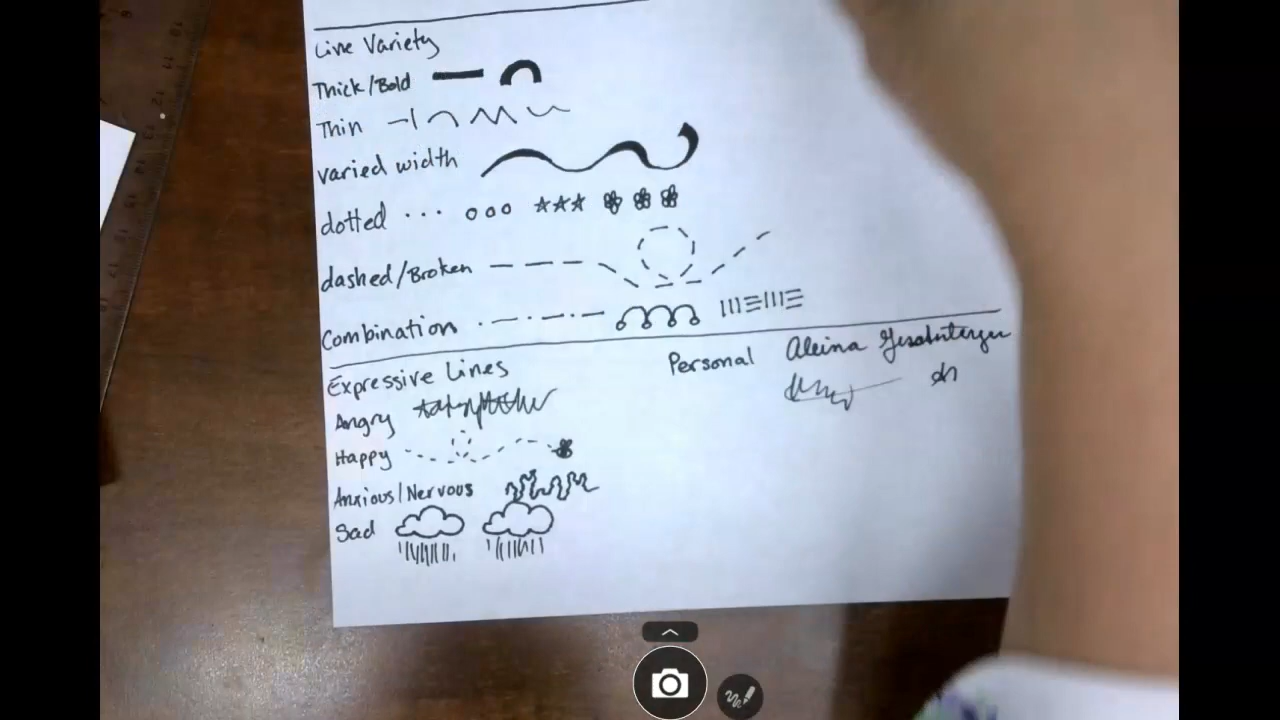 Line Variety
Thick/Bold
Thin
varied width
dotted
dashed/Broken
Combination
Expressive Lines
Angry
Happy
Anxious/Nervous
Sad
Personal Aleina